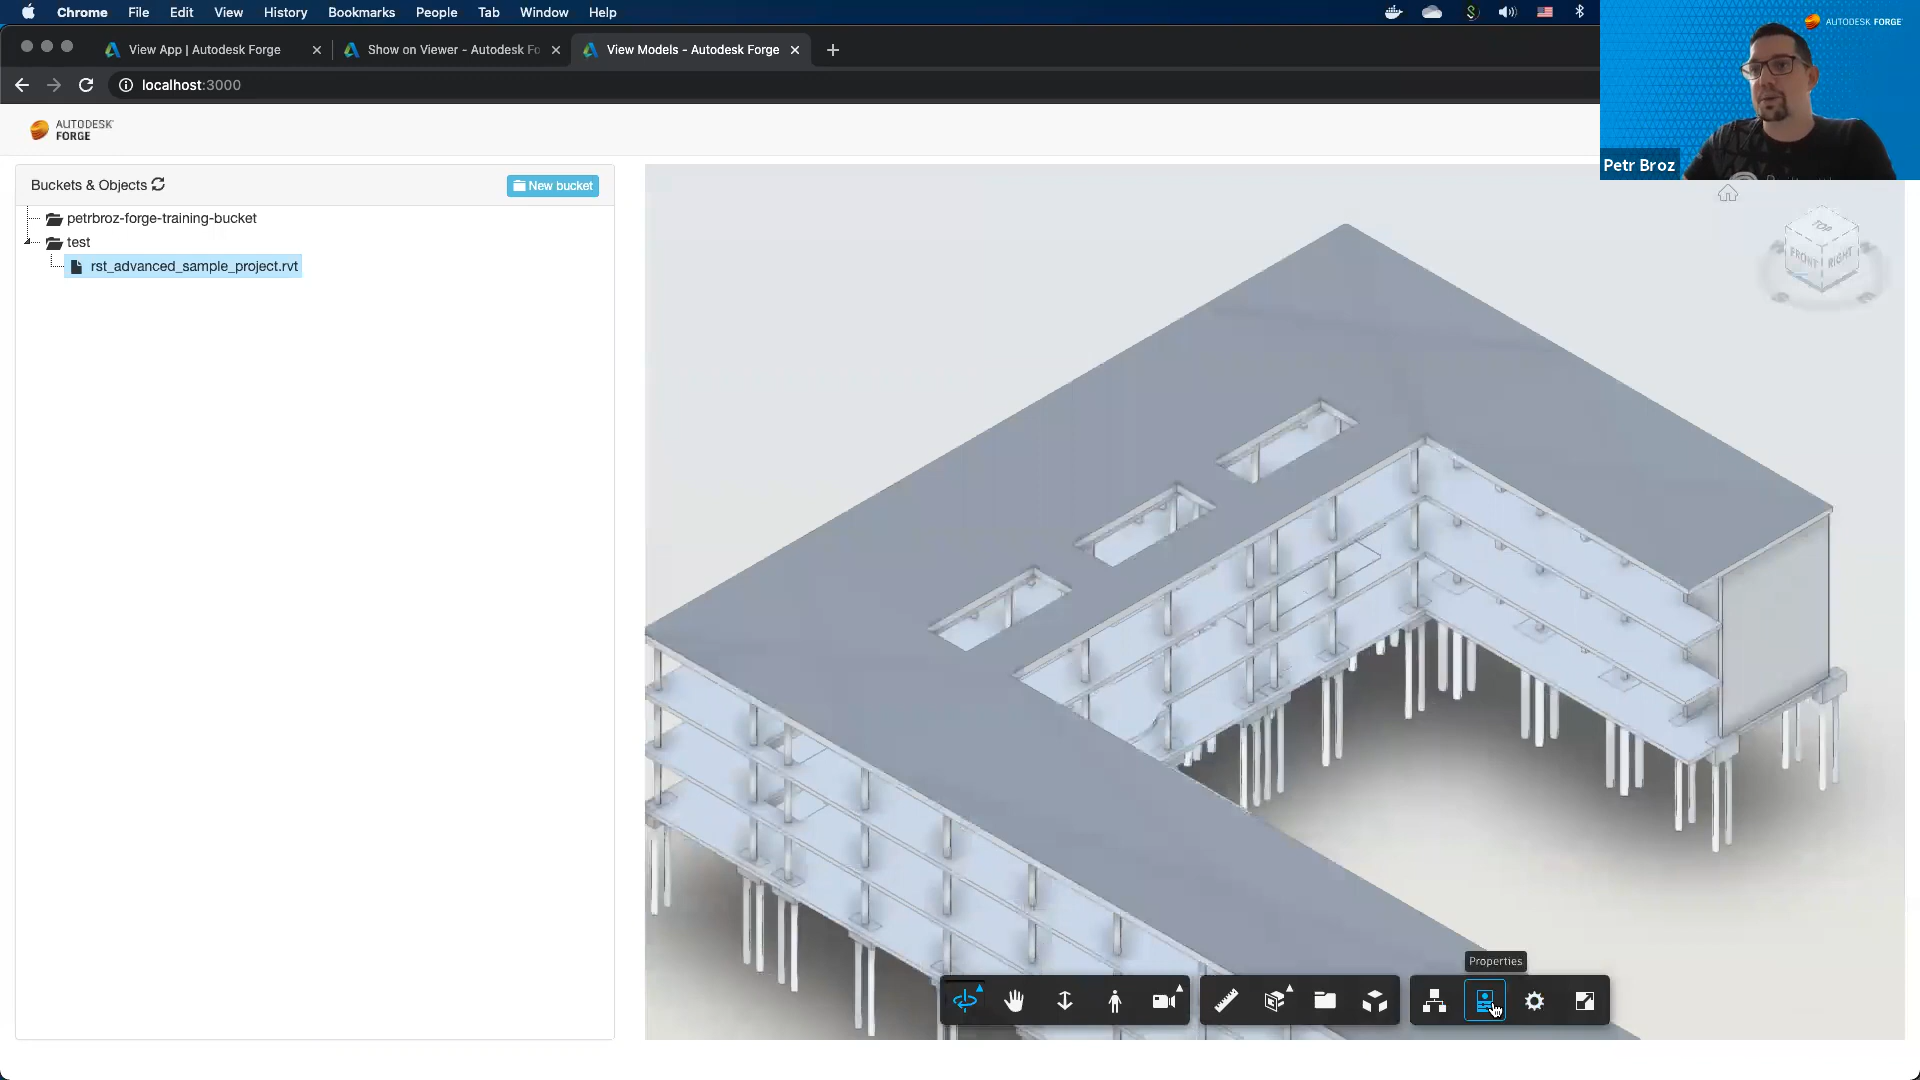 Chrome File Edit View History Bookmarks People Tab Window Help
AUTODESK FORGE
View App | Autodesk Forge
Show on Viewer - Autodesk Fo
View Models - Autodesk Forge
localhost:3000
AUTODESK
FORGE
Petr Broz
Buckets & Objects
New bucket
petrbroz-forge-training-bucket
test
rst_advanced_sample_project.rvt
TOP
FRONT
RIGHT
Properties